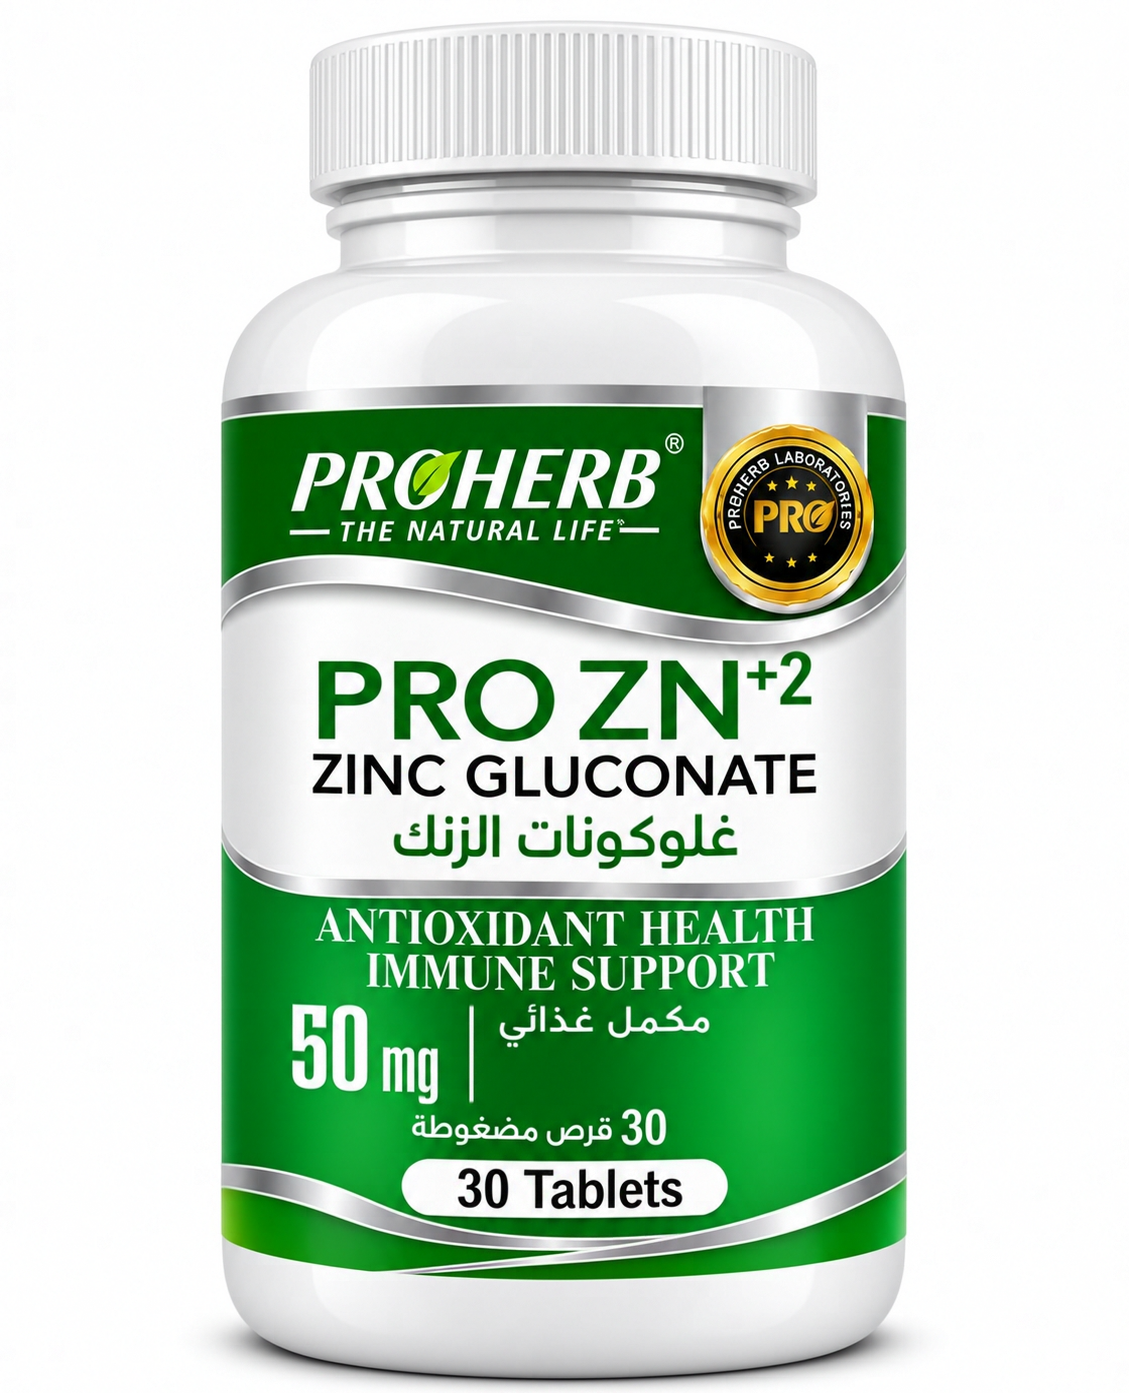 PROHERB®
THE NATURAL LIFE
PROHERB LABORATORIES
PRO
PRO ZN+2
ZINC GLUCONATE
غلوكونات الزنك
ANTIOXIDANT HEALTH
IMMUNE SUPPORT
50 mg
مكمل غذائي
30 قرص مضغوطة
30 Tablets